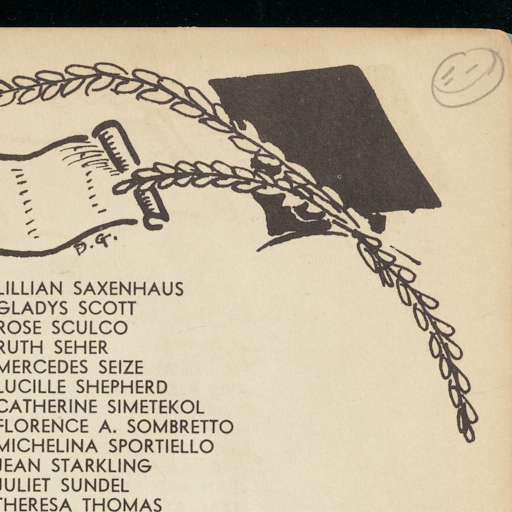 D.G.
LILLIAN SAXENHAUS
GLADYS SCOTT
ROSE SCULCO
RUTH SEHER
MERCEDES SEIZE
LUCILLE SHEPHERD
CATHERINE SIMETEKOL
FLORENCE A. SOMBRETTO
MICHELINA SPORTIELLO
JEAN STARKLING
JULIET SUNDEL
THERESA THOMAS